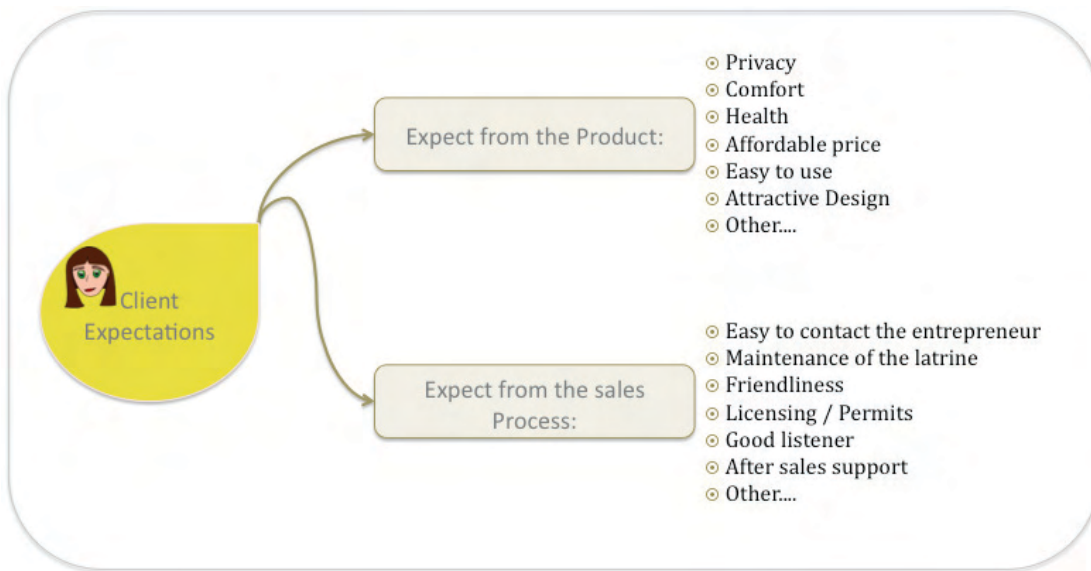 Client
Expectations
Expect from the Product:
Privacy
Comfort
Health
Affordable price
Easy to use
Attractive Design
Other....
Expect from the sales
Process:
Easy to contact the entrepreneur
Maintenance of the latrine
Friendliness
Licensing / Permits
Good listener
After sales support
Other....